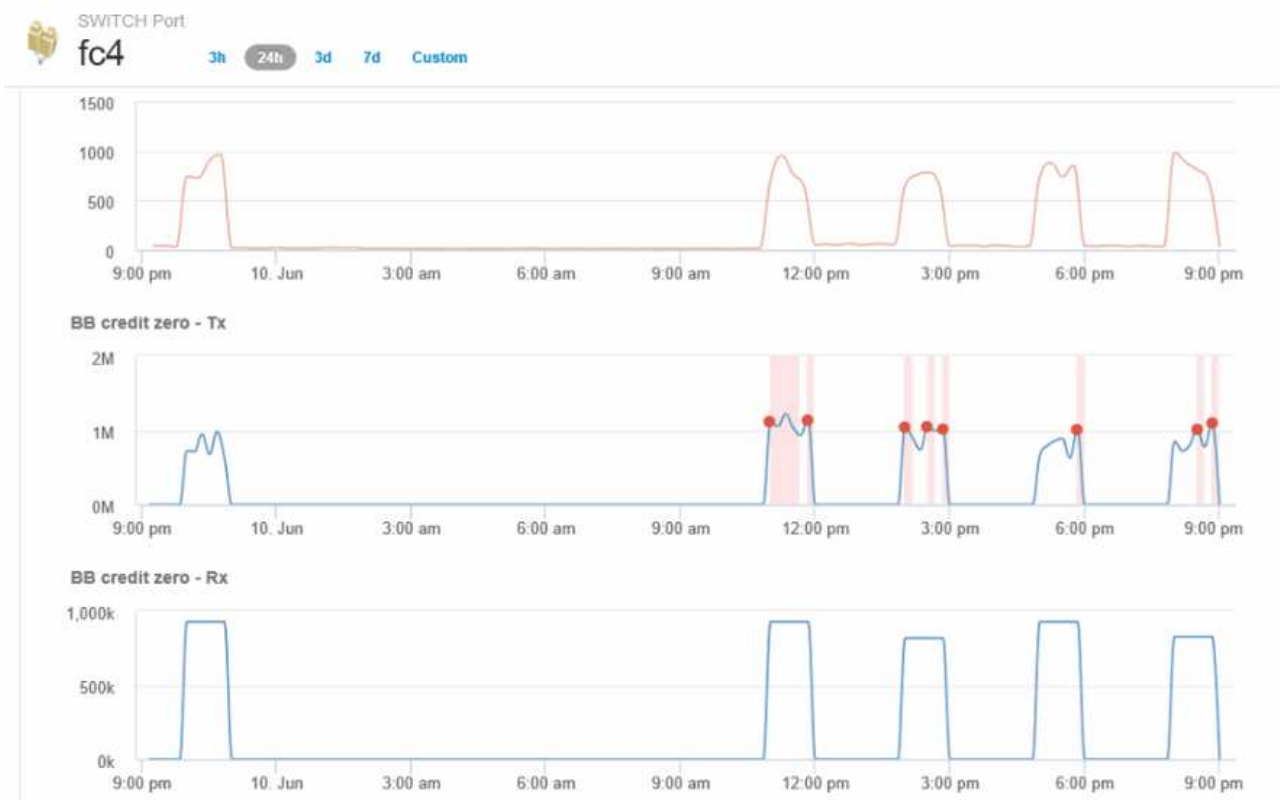 SWITCH Port
fc4 3h 24h 3d 7d Custom
1500
1000
500
0
9:00 pm 10. Jun 3:00 am 6:00 am 9:00 am 12:00 pm 3:00 pm 6:00 pm 9:00 pm
BB credit zero - Tx
2M
1M
0M
9:00 pm 10. Jun 3:00 am 6:00 am 9:00 am 12:00 pm 3:00 pm 6:00 pm 9:00 pm
BB credit zero - Rx
1,000k
500k
0k
9:00 pm 10. Jun 3:00 am 6:00 am 9:00 am 12:00 pm 3:00 pm 6:00 pm 9:00 pm